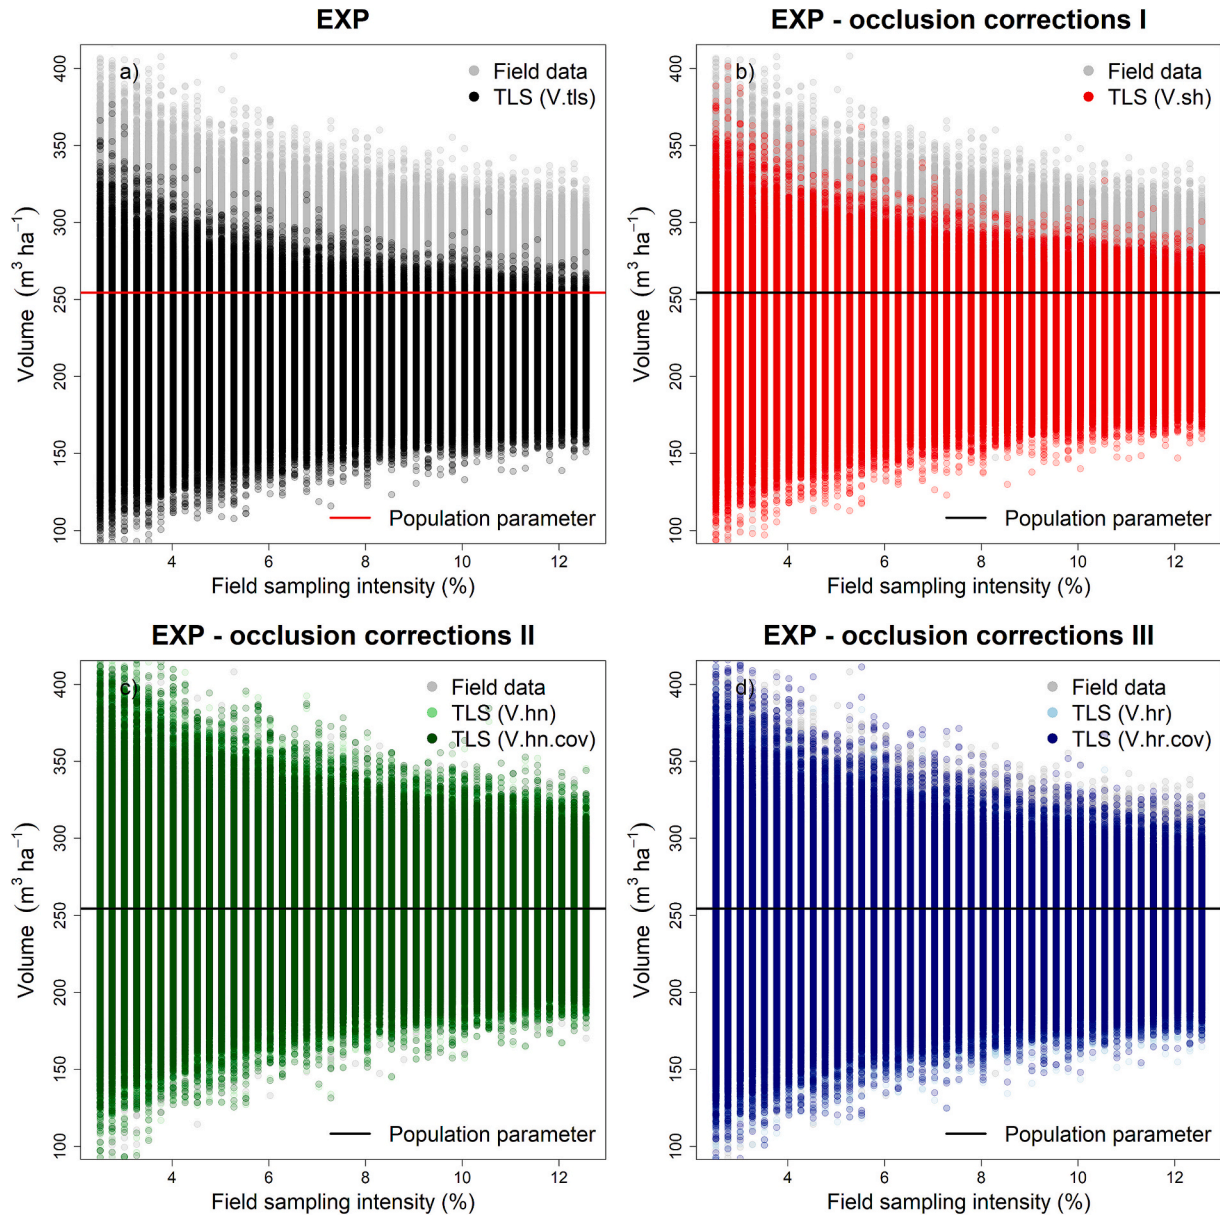 EXP
a)
Field data
TLS (V.tls)
Population parameter
Volume (m³ ha⁻¹)
100
150
200
250
300
350
400
4
6
8
10
12
Field sampling intensity (%)
EXP - occlusion corrections I
b)
Field data
TLS (V.sh)
Population parameter
Volume (m³ ha⁻¹)
100
150
200
250
300
350
400
4
6
8
10
12
Field sampling intensity (%)
EXP - occlusion corrections II
c)
Field data
TLS (V.hn)
TLS (V.hn.cov)
Population parameter
Volume (m³ ha⁻¹)
100
150
200
250
300
350
400
4
6
8
10
12
Field sampling intensity (%)
EXP - occlusion corrections III
d)
Field data
TLS (V.hr)
TLS (V.hr.cov)
Population parameter
Volume (m³ ha⁻¹)
100
150
200
250
300
350
400
4
6
8
10
12
Field sampling intensity (%)